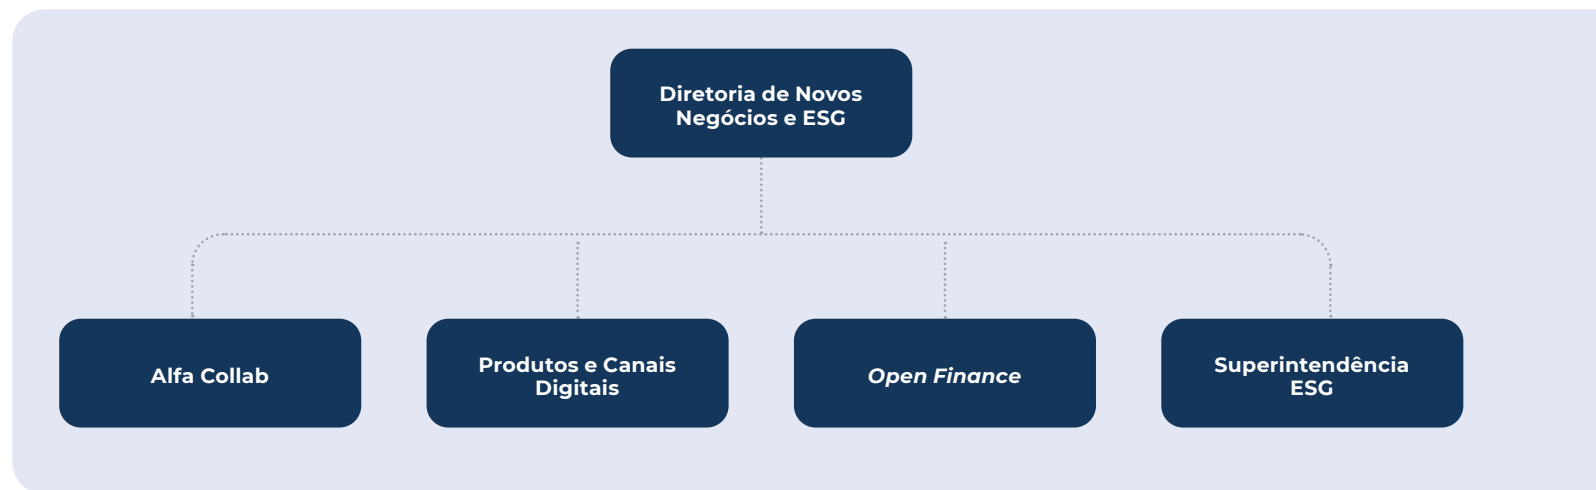 Diretoria de Novos
Negócios e ESG
Alfa Collab
Produtos e Canais
Digitais
Open Finance
Superintendência
ESG